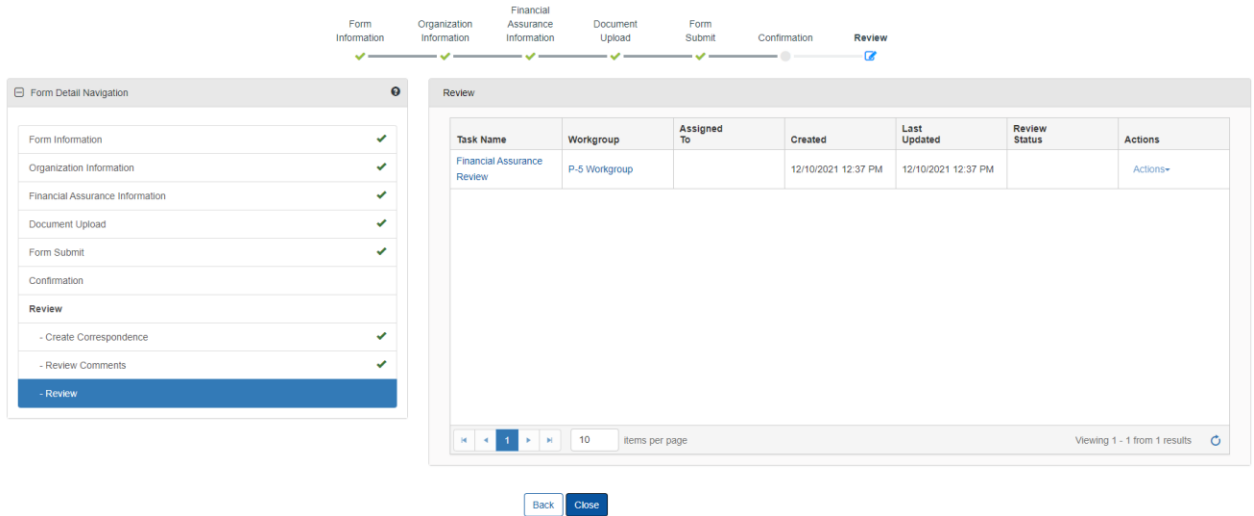 Form Information
Organization Information
Financial Assurance Information
Document Upload
Form Submit
Confirmation
Review
Form Detail Navigation
Form Information
Organization Information
Financial Assurance Information
Document Upload
Form Submit
Confirmation
Review
- Create Correspondence
- Review Comments
- Review
Review
Task Name Workgroup Assigned To Created Last Updated Review Status Actions
Financial Assurance Review P-5 Workgroup 12/10/2021 12:37 PM 12/10/2021 12:37 PM Actions
1 10 items per page Viewing 1 - 1 from 1 results
Back Close